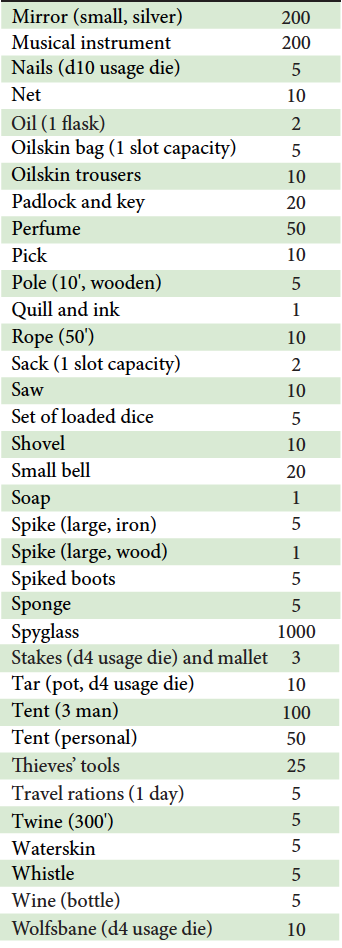 Mirror (small, silver) 200
Musical instrument 200
Nails (d10 usage die) 5
Net 10
Oil (1 flask) 2
Oilskin bag (1 slot capacity) 5
Oilskin trousers 10
Padlock and key 20
Perfume 50
Pick 10
Pole (10', wooden) 5
Quill and ink 1
Rope (50') 10
Sack (1 slot capacity) 2
Saw 10
Set of loaded dice 5
Shovel 10
Small bell 20
Soap 1
Spike (large, iron) 5
Spike (large, wood) 1
Spiked boots 5
Sponge 5
Spyglass 1000
Stakes (d4 usage die) and mallet 3
Tar (pot, d4 usage die) 10
Tent (3 man) 100
Tent (personal) 50
Thieves’ tools 25
Travel rations (1 day) 5
Twine (300') 5
Waterskin 5
Whistle 5
Wine (bottle) 5
Wolfsbane (d4 usage die) 10